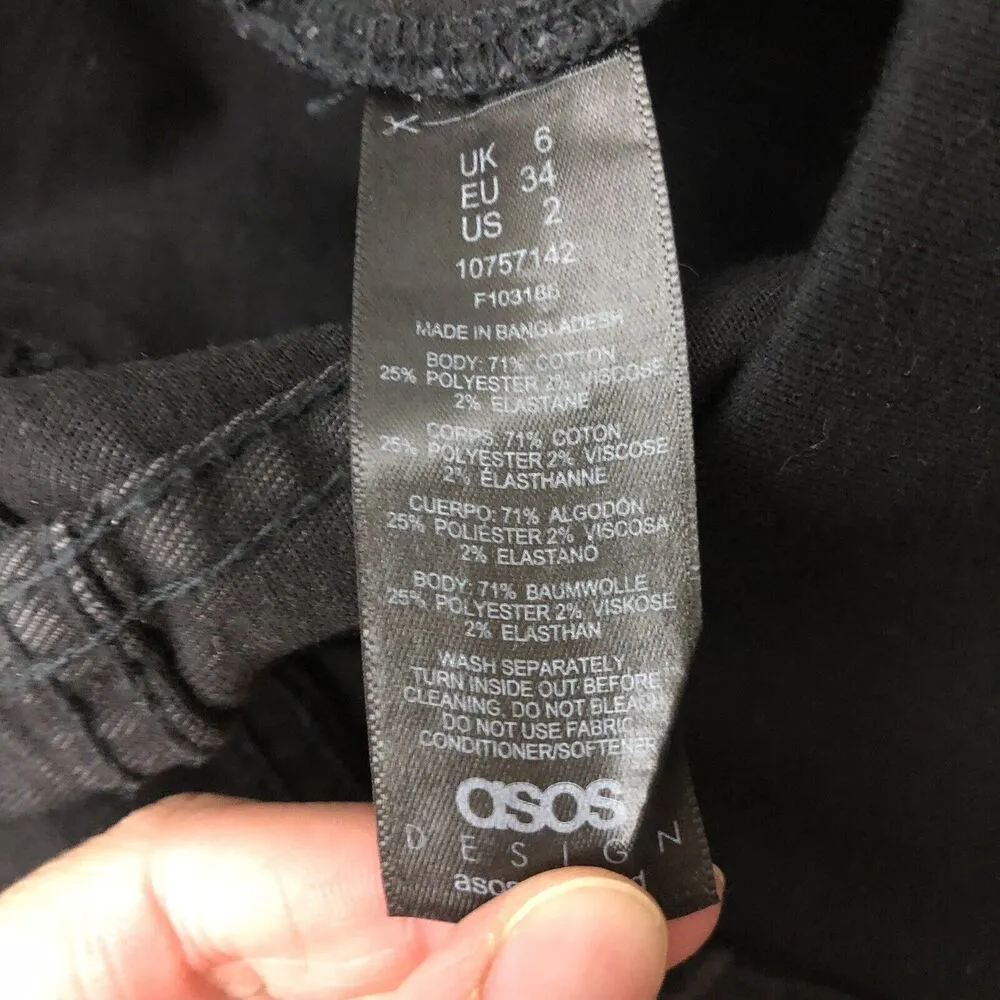 UK 6
EU 34
US 2
10757142
F103186
MADE IN BANGLADESH
BODY: 71% COTTON
25% POLYESTER 2% VISCOSE
2% ELASTANE
CORPS: 71% COTON
25% POLYESTER 2% VISCOSE
2% ÉLASTHANNE
CUERPO: 71% ALGODÓN
25% POLIÉSTER 2% VISCOSA
2% ELASTANO
BODY: 71% BAUMWOLLE
25% POLYESTER 2% VISKOSE
2% ELASTHAN
WASH SEPARATELY
TURN INSIDE OUT BEFORE
CLEANING. DO NOT BLEACH
DO NOT USE FABRIC
CONDITIONER/SOFTENER
asos
DESIGN